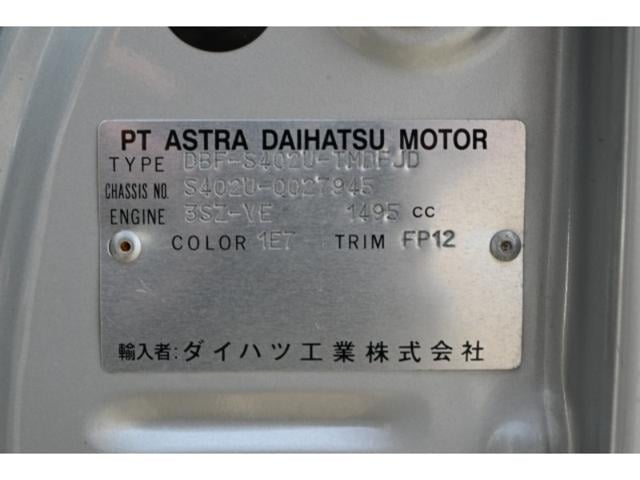 PT ASTRA DAIHATSU MOTOR
TYPE DBF-S402U-TMDFJD
CHASSIS NO. S402U-0027945
ENGINE 3SZ-VE 1495 cc
COLOR 1E7 TRIM FP12
輸入者:ダイハツ工業株式会社